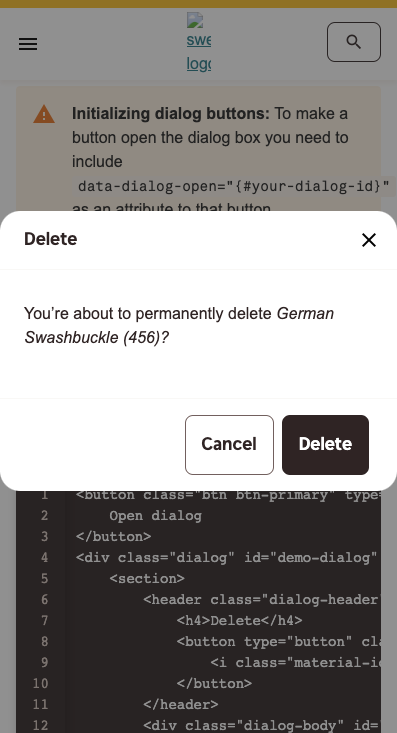 swe
logo
Initializing dialog buttons: To make a
button open the dialog box you need to
include
data-dialog-open="{#your-dialog-id}"
as an attribute to that button
Delete
You’re about to permanently delete German
Swashbuckle (456)?
Cancel
Delete
1 <button class="btn btn-primary" type=
2 Open dialog
3 </button>
4 <div class="dialog" id="demo-dialog"
5 <section>
6 <header class="dialog-header
7 <h4>Delete</h4>
8 <button type="button" cla
9 <i class="material-ic
10 </button>
11 </header>
12 <div class="dialog-body" id=